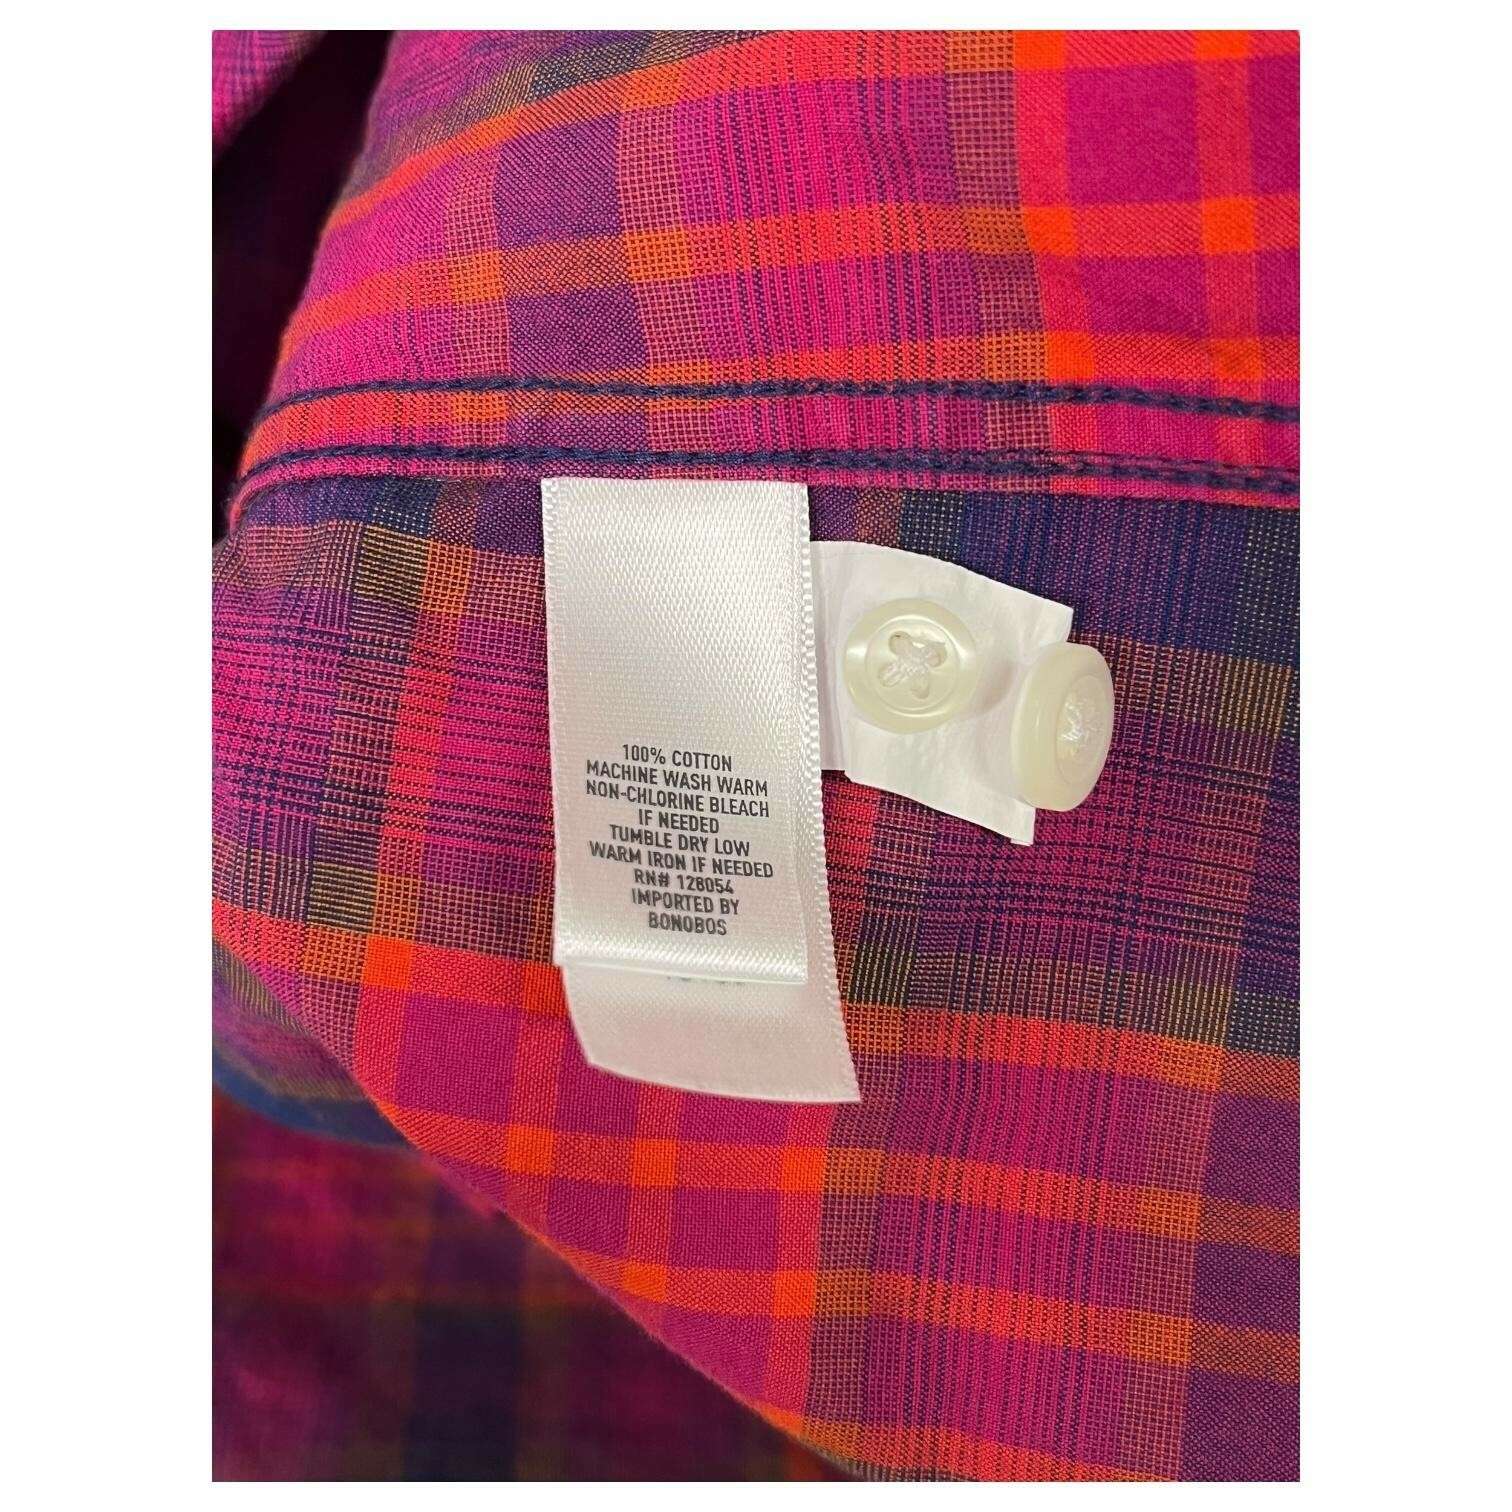 100% COTTON
MACHINE WASH WARM
NON-CHLORINE BLEACH
IF NEEDED
TUMBLE DRY LOW
WARM IRON IF NEEDED
RN# 128054
IMPORTED BY
BONOBOS